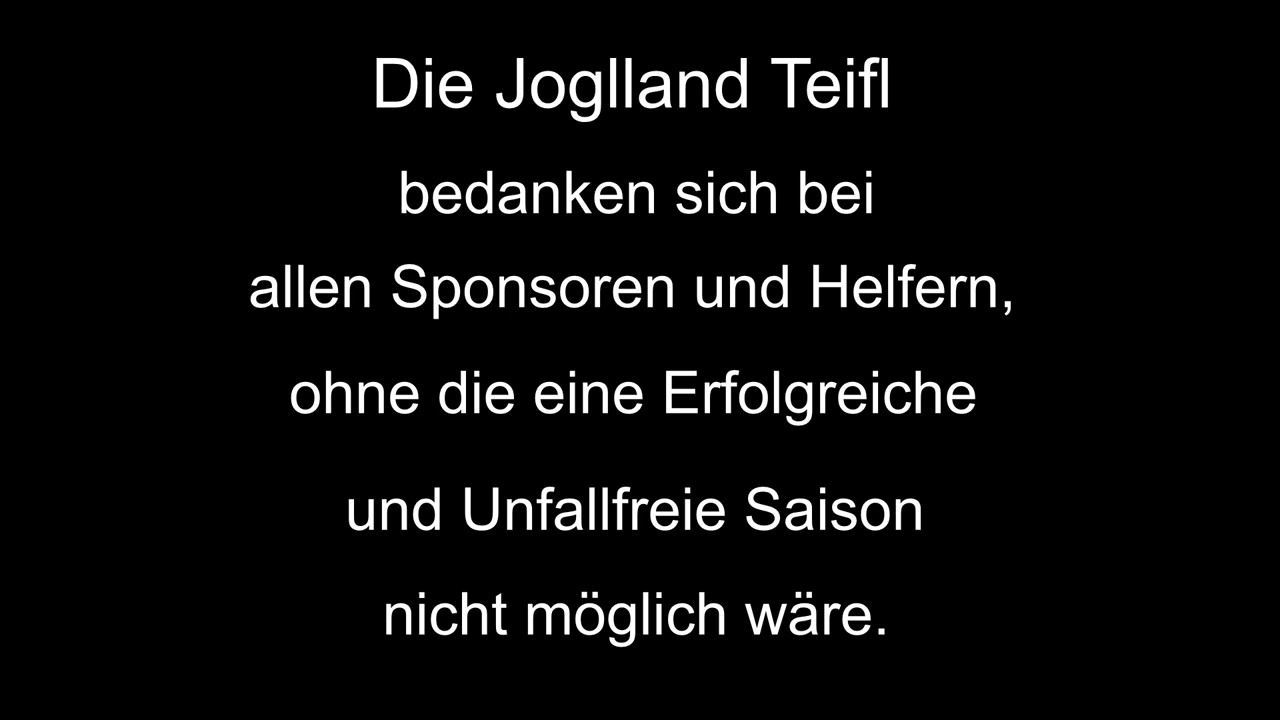 Die Joglland Teifl
bedanken sich bei
allen Sponsoren und Helfern,
ohne die eine Erfolgreiche
und Unfallfreie Saison
nicht möglich wäre.